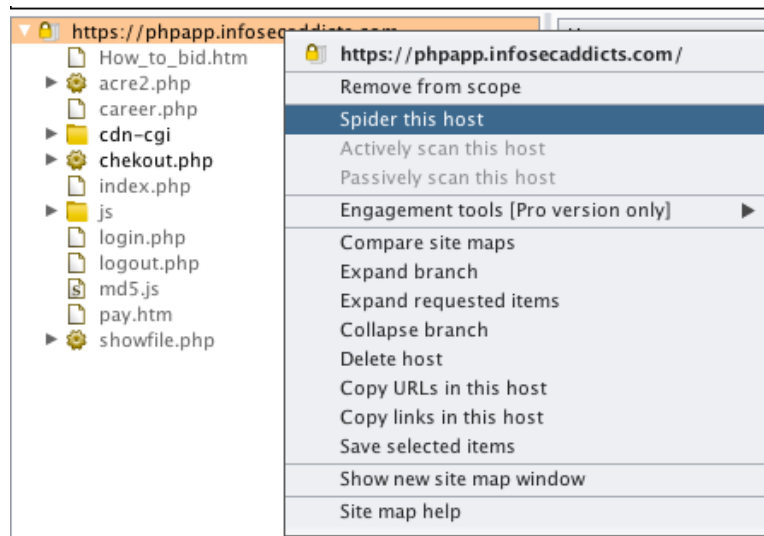 https://phpapp.infosecaddicts.com
How_to_bid.htm
acre2.php
career.php
cdn-cgi
chekout.php
index.php
js
login.php
logout.php
md5.js
pay.htm
showfile.php
https://phpapp.infosecaddicts.com/
Remove from scope
Spider this host
Actively scan this host
Passively scan this host
Engagement tools [Pro version only]
Compare site maps
Expand branch
Expand requested items
Collapse branch
Delete host
Copy URLs in this host
Copy links in this host
Save selected items
Show new site map window
Site map help